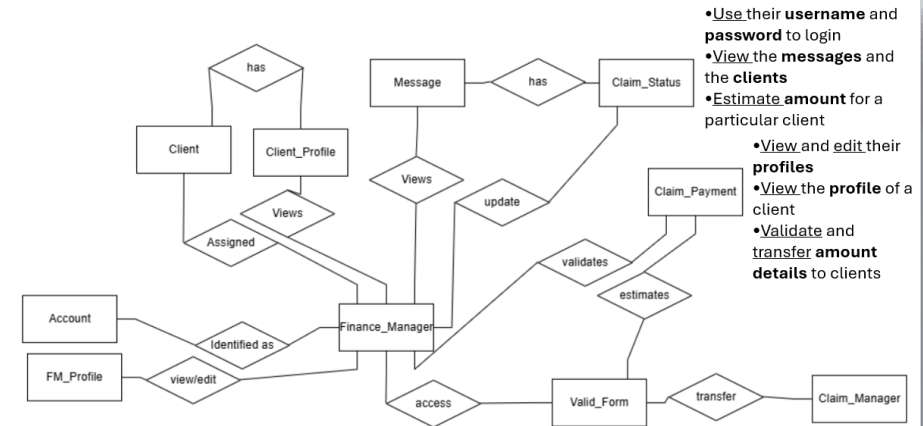 •Use their username and
password to login
•View the messages and
the clients
•Estimate amount for a
particular client
•View and edit their
profiles
•View the profile of a
client
•Validate and
transfer amount
details to clients
has
Message
has
Claim_Status
Client
Client_Profile
Views
Claim_Payment
update
Views
Assigned
validates
estimates
Account
Finance_Manager
Identified as
FM_Profile
view/edit
access
Valid_Form
transfer
Claim_Manager